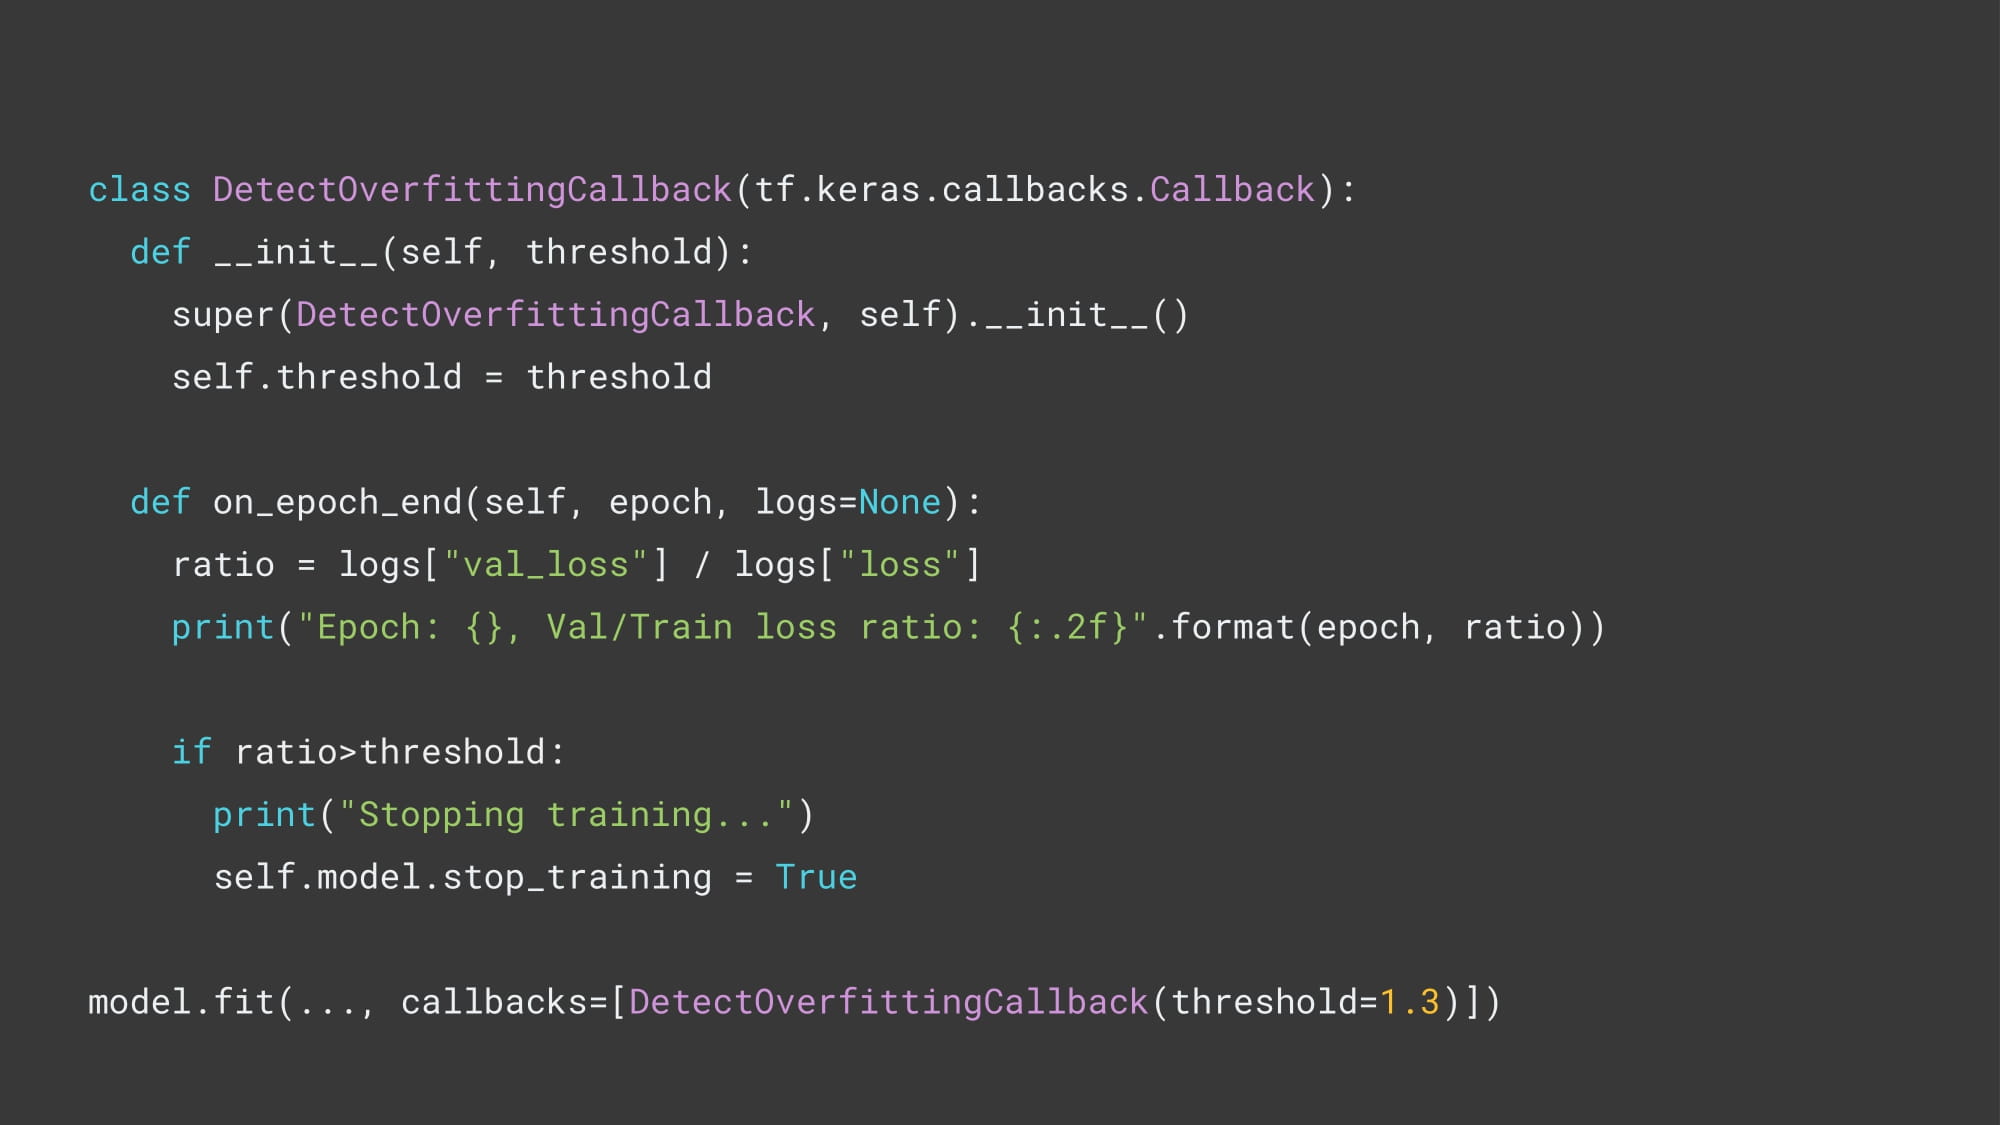 class DetectOverfittingCallback(tf.keras.callbacks.Callback):
  def __init__(self, threshold):
    super(DetectOverfittingCallback, self).__init__()
    self.threshold = threshold

  def on_epoch_end(self, epoch, logs=None):
    ratio = logs["val_loss"] / logs["loss"]
    print("Epoch: {}, Val/Train loss ratio: {:.2f}".format(epoch, ratio))

    if ratio>threshold:
      print("Stopping training...")
      self.model.stop_training = True

model.fit(..., callbacks=[DetectOverfittingCallback(threshold=1.3)])